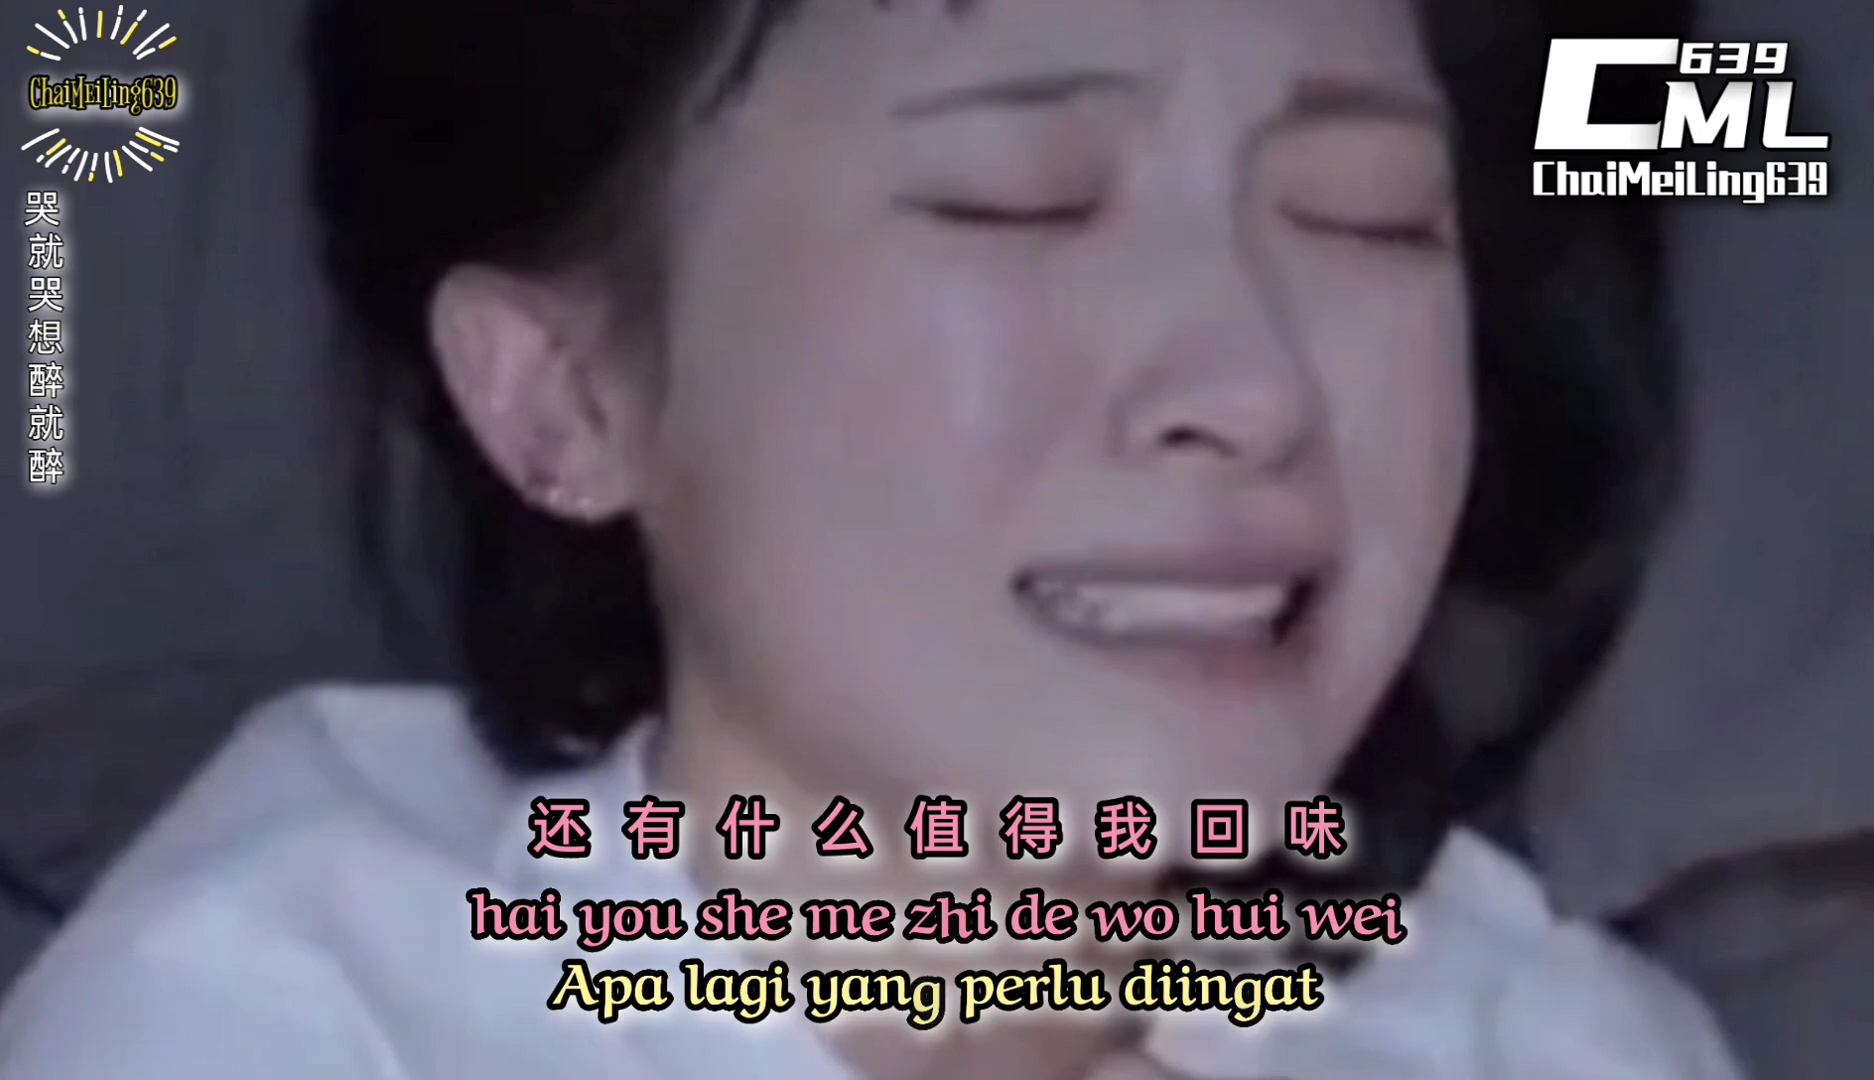 ChaiMeiLing639
哭就哭想醉就醉
639
CML
ChaiMeiLing639
还有什么值得我回味
hai you she me zhi de wo hui wei
Apa lagi yang perlu diingat